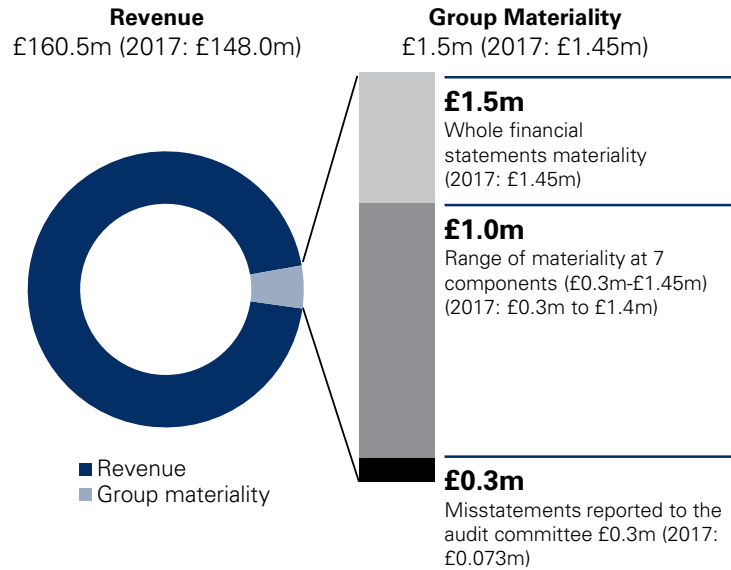 Revenue
£160.5m (2017: £148.0m)
Group Materiality
£1.5m (2017: £1.45m)
£1.5m
Whole financial
statements materiality
(2017: £1.45m)
£1.0m
Range of materiality at 7
components (£0.3m-£1.45m)
(2017: £0.3m to £1.4m)
£0.3m
Misstatements reported to the
audit committee £0.3m (2017:
£0.073m)
Revenue
Group materiality